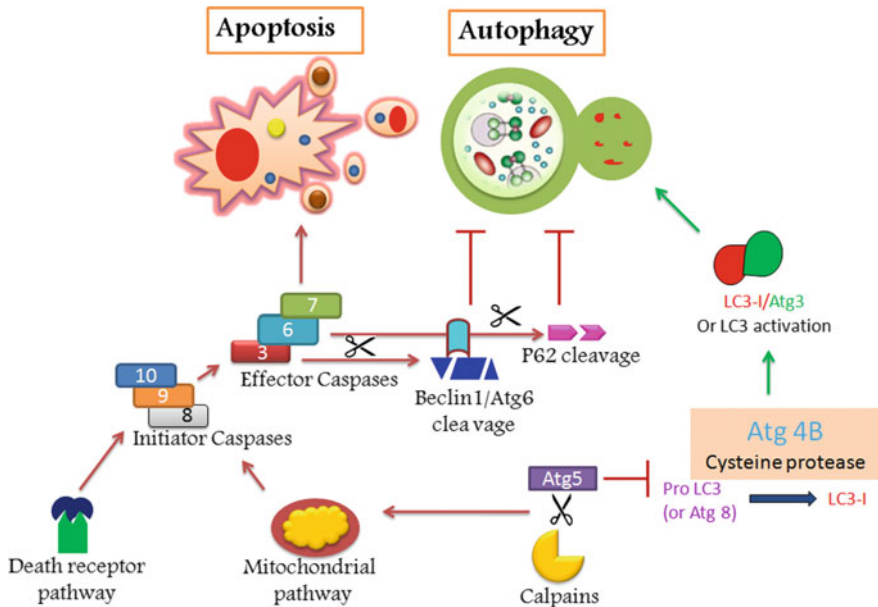 Apoptosis
Autophagy
7
6
3
Effector Caspases
10
9
8
Initiator Caspases
Beclin1/Atg6
clea vage
P62 cleavage
LC3-I/Atg3
Or LC3 activation
Atg 4B
Cysteine protease
Pro LC3
(or Atg 8)
LC3-I
Atg5
Calpains
Mitochondrial
pathway
Death receptor
pathway